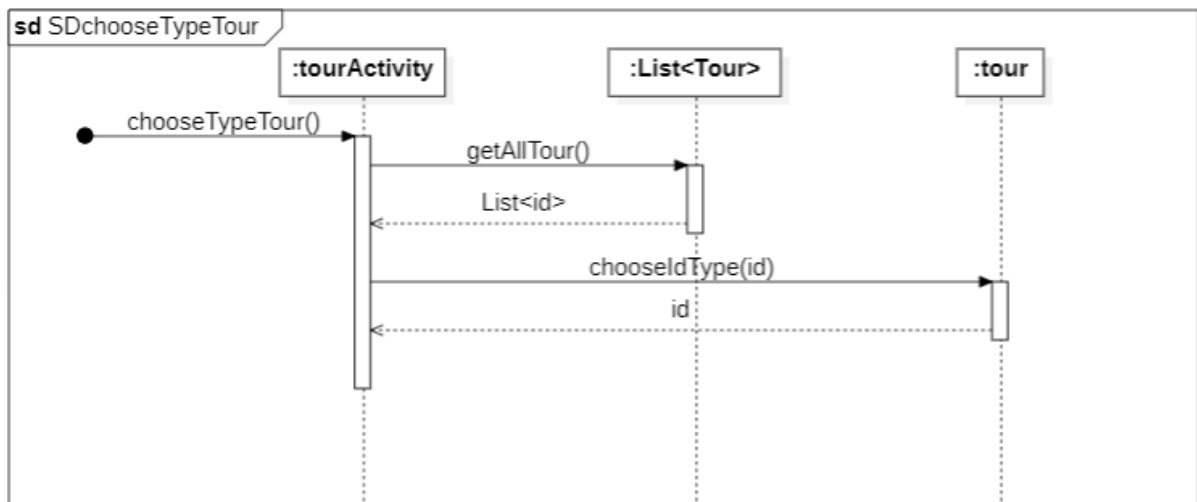 sd SDchooseTypeTour
:tourActivity
:List<Tour>
:tour
chooseTypeTour()
getAllTour()
List<id>
chooseIdType(id)
id